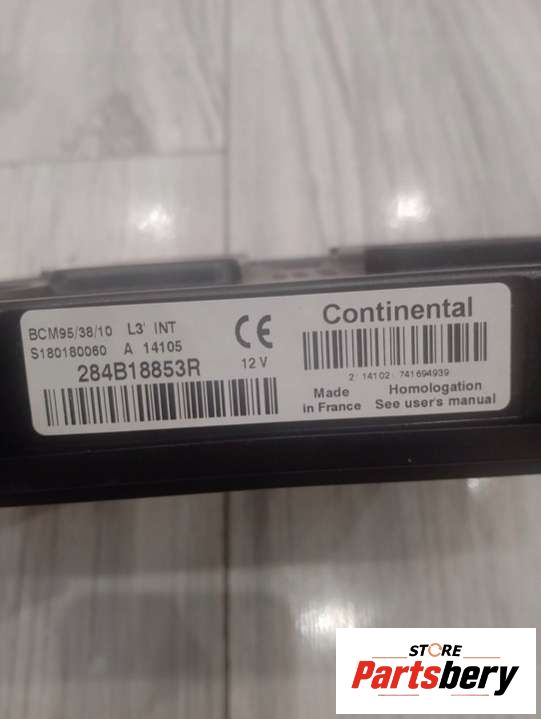 BCM95/38/10 L3' INT
S180180060 A 14105
284B18853R
CE
12 V
Continental
2: 14102: 741694939
Made
in France
Homologation
See user's manual
STORE
Partsbery